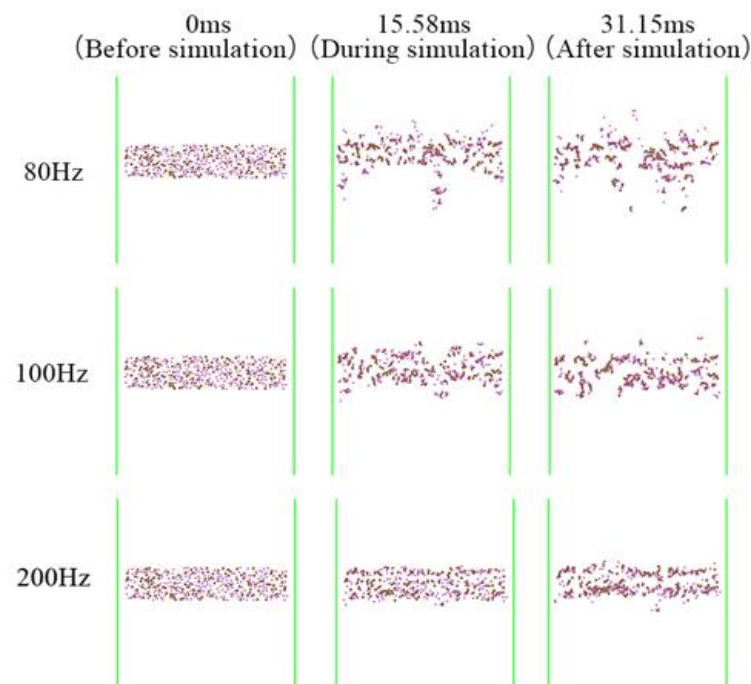 0ms
(Before simulation)
15.58ms
(During simulation)
31.15ms
(After simulation)
80Hz
100Hz
200Hz